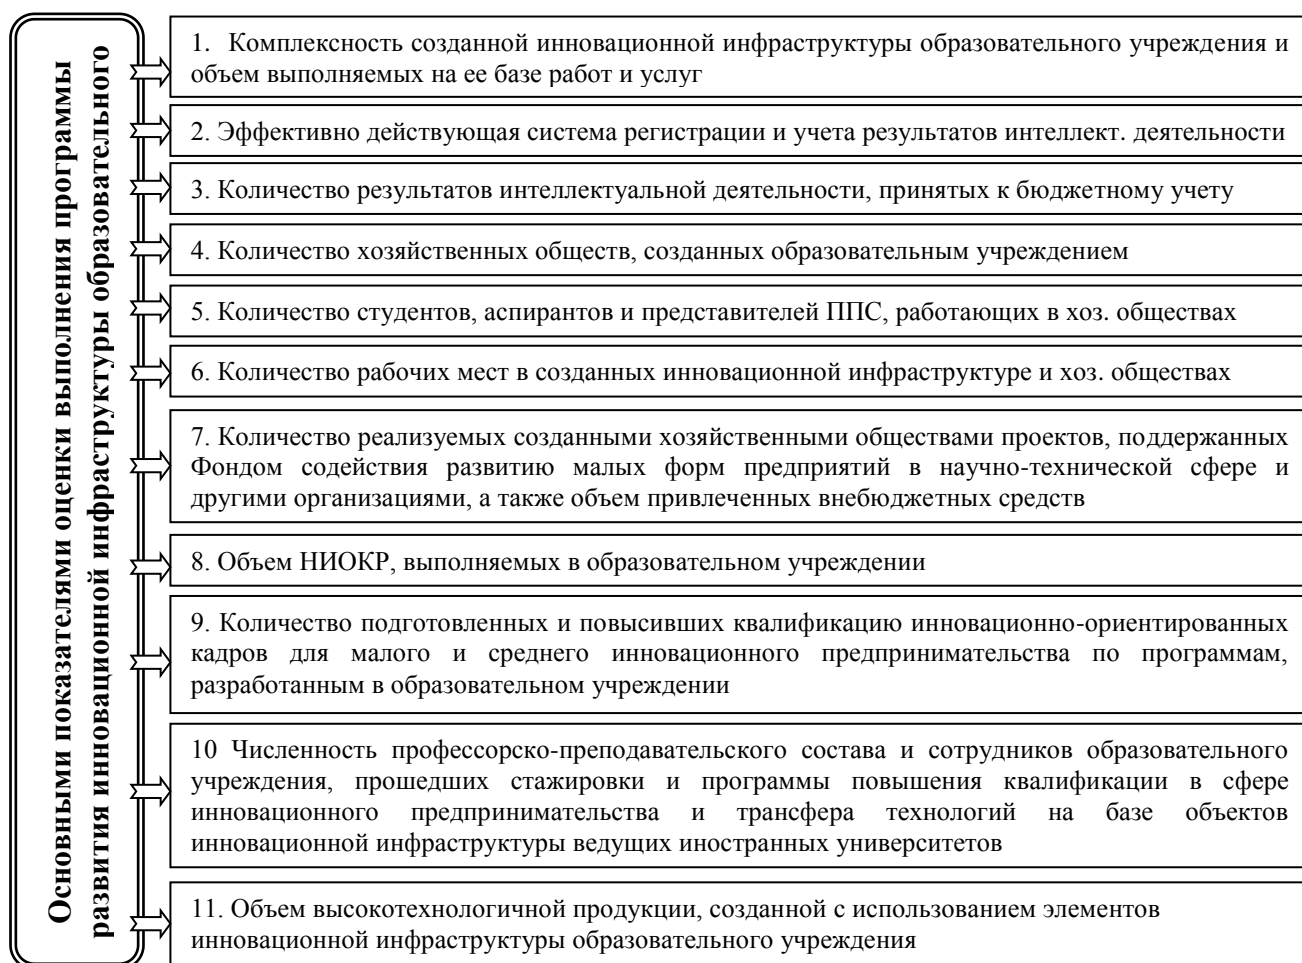 Основными показателями оценки выполнения программы
развития инновационной инфраструктуры образовательного
1. Комплексность созданной инновационной инфраструктуры образовательного учреждения и
объем выполняемых на ее базе работ и услуг
2. Эффективно действующая система регистрации и учета результатов интеллект. деятельности
3. Количество результатов интеллектуальной деятельности, принятых к бюджетному учету
4. Количество хозяйственных обществ, созданных образовательным учреждением
5. Количество студентов, аспирантов и представителей ППС, работающих в хоз. обществах
6. Количество рабочих мест в созданных инновационной инфраструктуре и хоз. обществах
7. Количество реализуемых созданными хозяйственными обществами проектов, поддержанных
Фондом содействия развитию малых форм предприятий в научно-технической сфере и
другими организациями, а также объем привлеченных внебюджетных средств
8. Объем НИОКР, выполняемых в образовательном учреждении
9. Количество подготовленных и повысивших квалификацию инновационно-ориентированных
кадров для малого и среднего инновационного предпринимательства по программам,
разработанным в образовательном учреждении
10 Численность профессорско-преподавательского состава и сотрудников образовательного
учреждения, прошедших стажировки и программы повышения квалификации в сфере
инновационного предпринимательства и трансфера технологий на базе объектов
инновационной инфраструктуры ведущих иностранных университетов
11. Объем высокотехнологичной продукции, созданной с использованием элементов
инновационной инфраструктуры образовательного учреждения